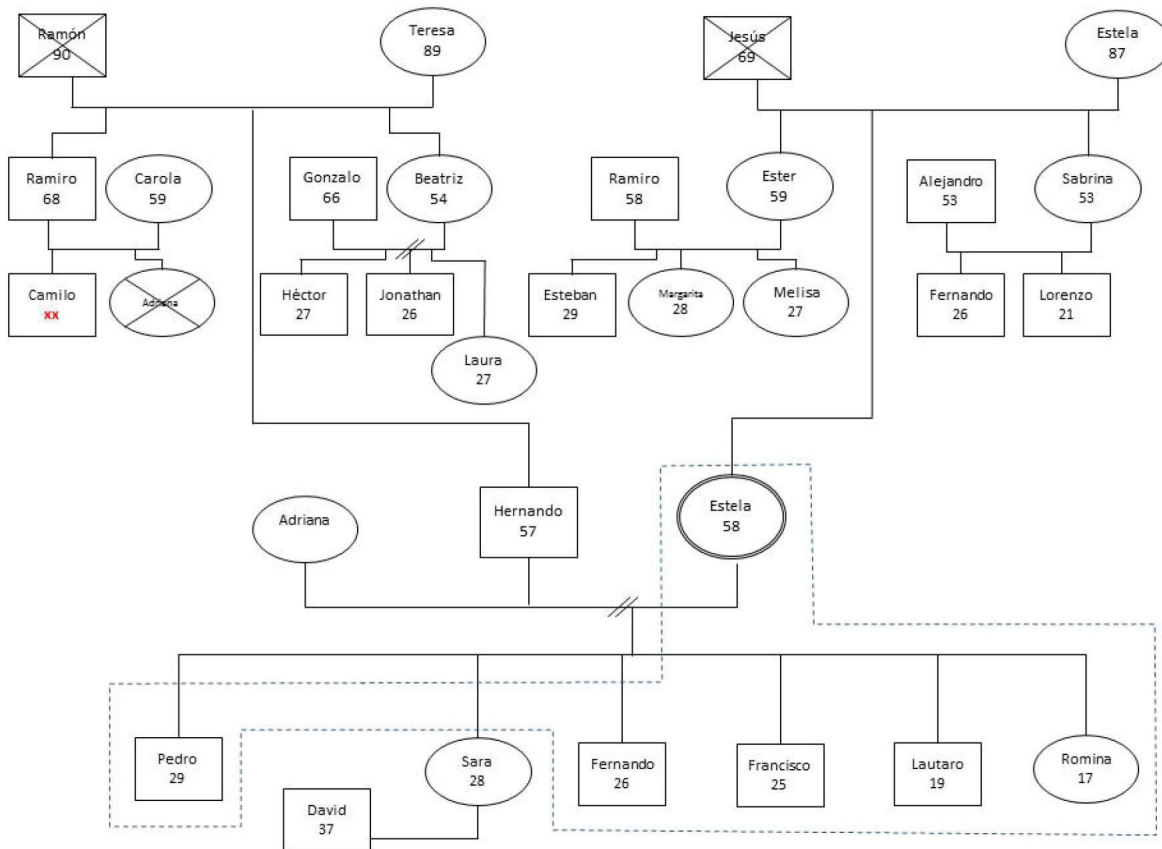 Ramón
90
Teresa
89
Jesús
69
Estela
87
Ramiro
68
Carola
59
Gonzalo
66
Beatriz
54
Ramiro
58
Ester
59
Alejandro
53
Sabrina
53
Camilo
xx
Adriana
Héctor
27
Jonathan
26
Laura
27
Esteban
29
Margarita
28
Melisa
27
Fernando
26
Lorenzo
21
Adriana
Hernando
57
Estela
58
Pedro
29
Sara
28
David
37
Fernando
26
Francisco
25
Lautaro
19
Romina
17